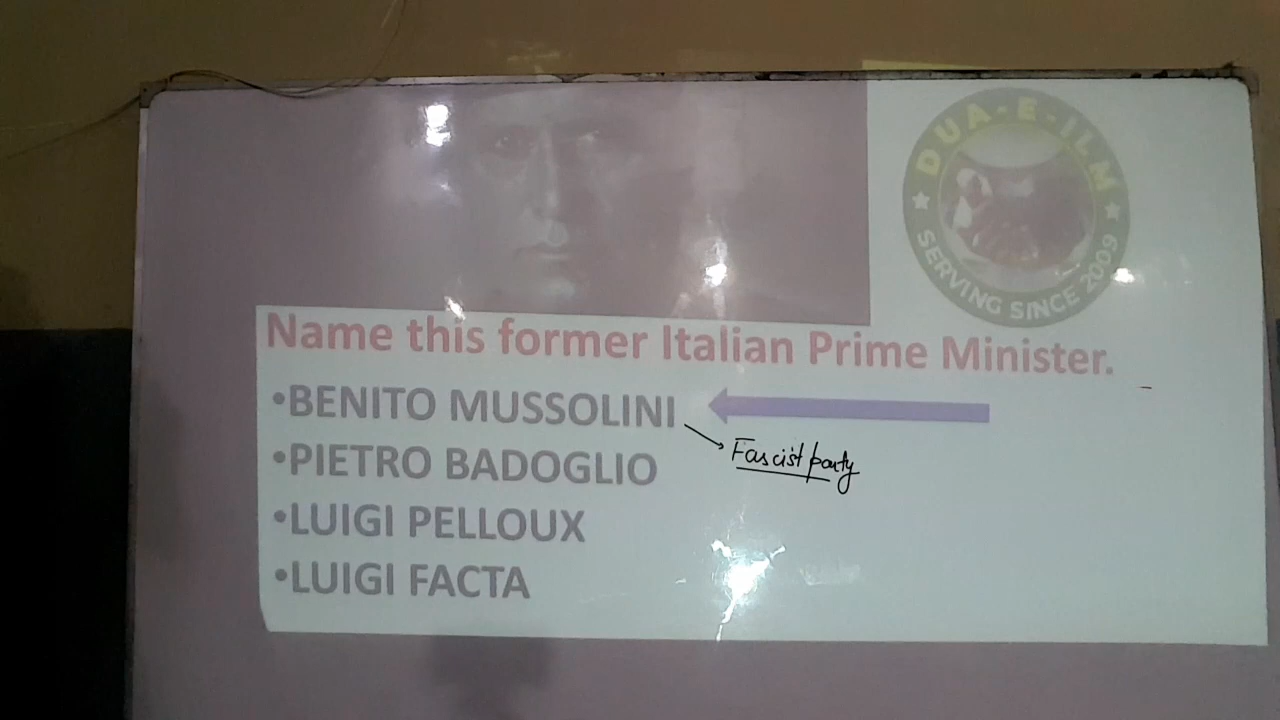 DUA-E-ILM
SERVING SINCE 2009
Name this former Italian Prime Minister.
•BENITO MUSSOLINI
Fascist party
•PIETRO BADOGLIO
•LUIGI PELLOUX
•LUIGI FACTA